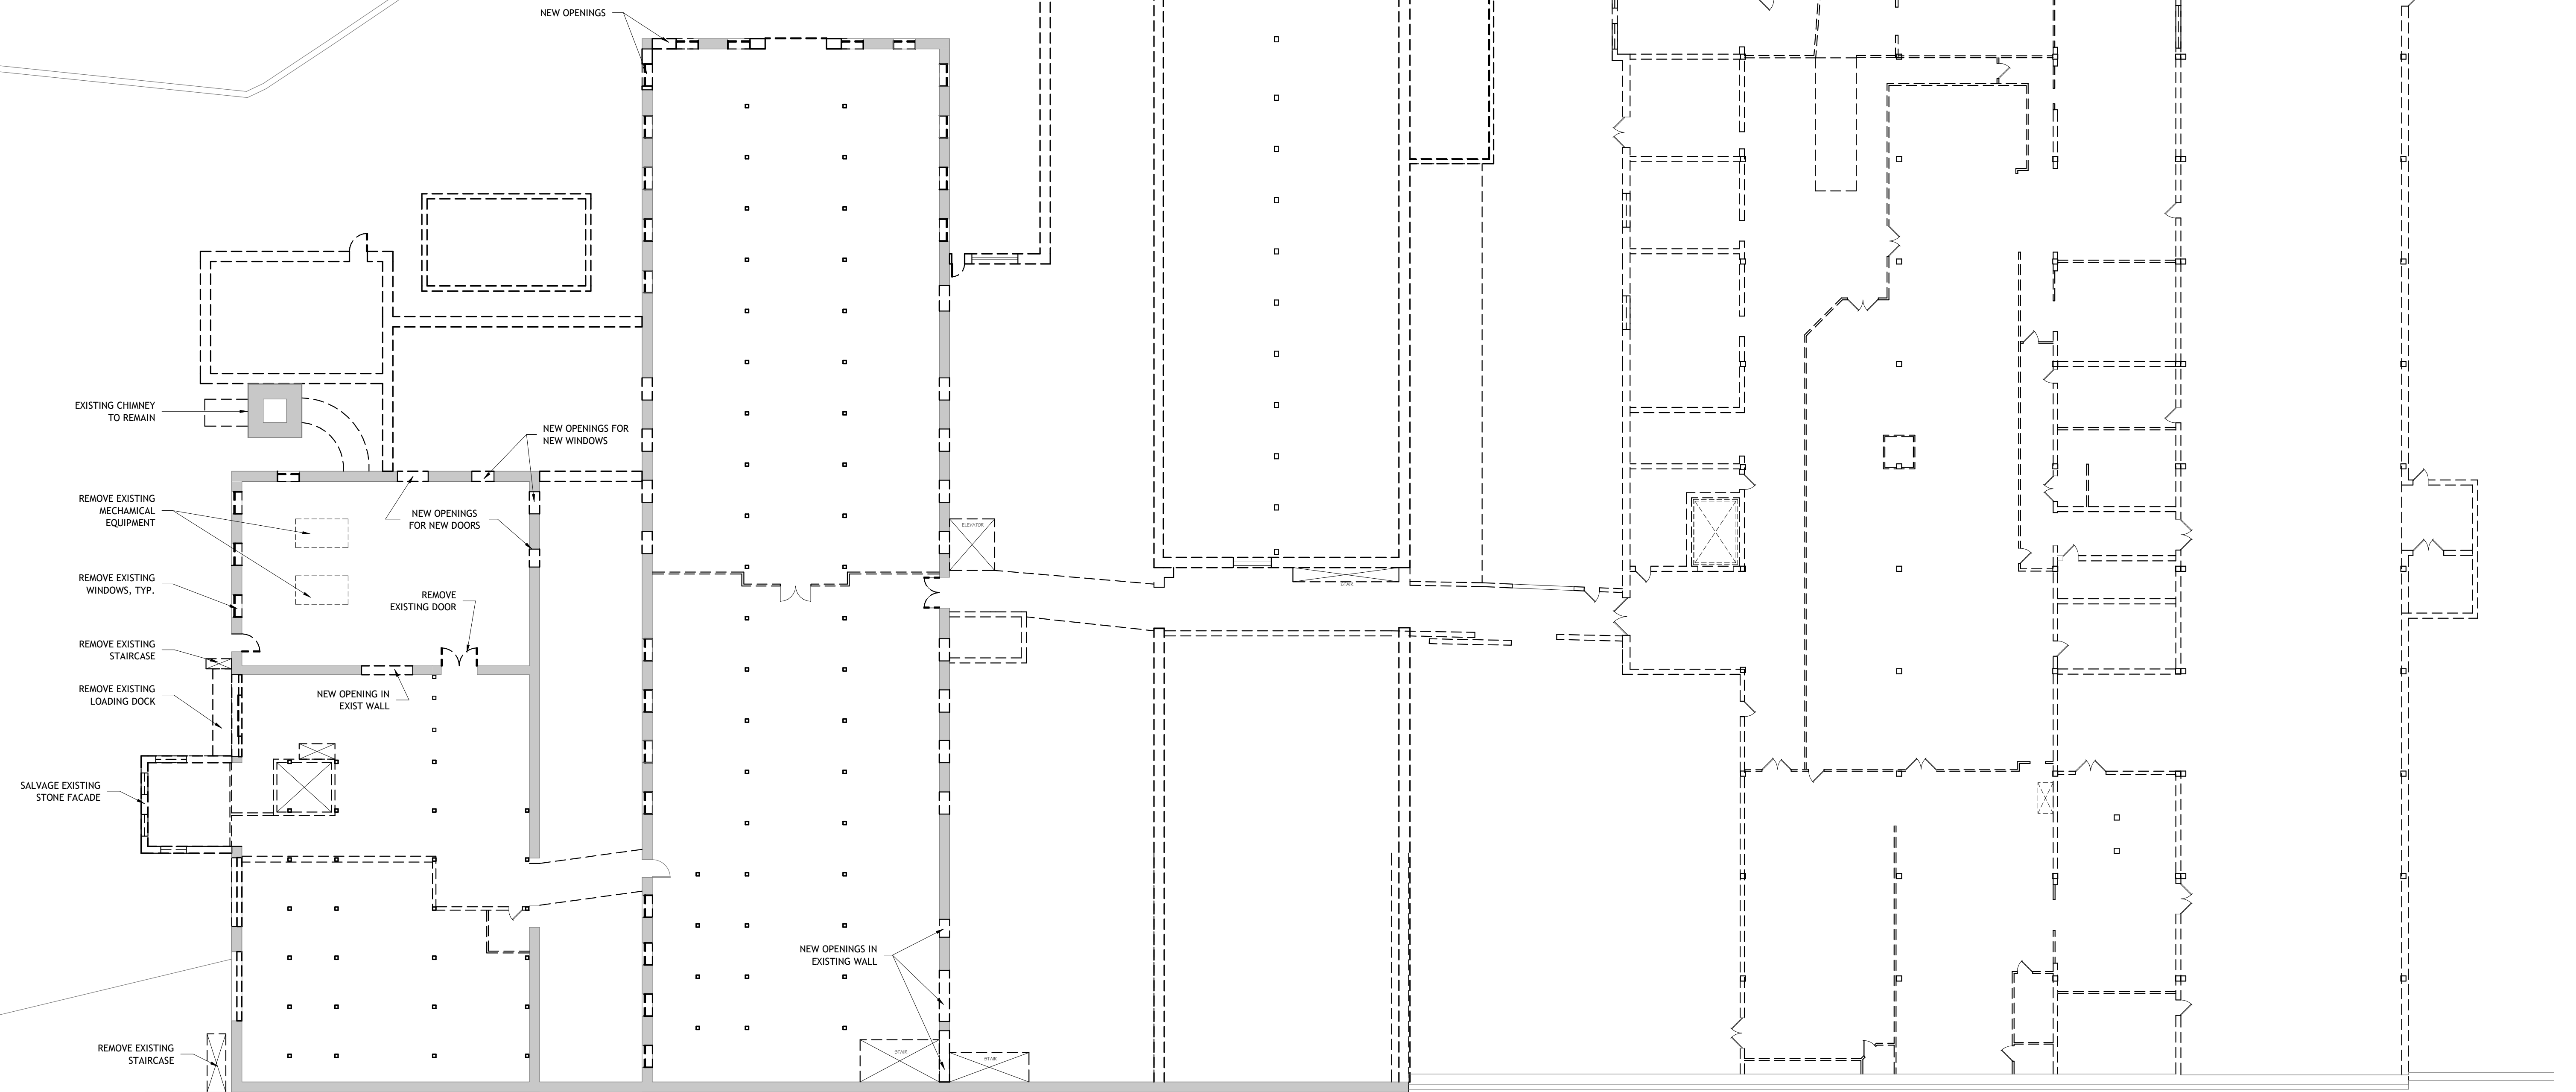 NEW OPENINGS
EXISTING CHIMNEY
TO REMAIN
NEW OPENINGS FOR
NEW WINDOWS
REMOVE EXISTING
MECHANICAL
EQUIPMENT
NEW OPENINGS
FOR NEW DOORS
ELEVATOR
REMOVE EXISTING
WINDOWS, TYP.
STAIR
REMOVE
EXISTING DOOR
REMOVE EXISTING
STAIRCASE
REMOVE EXISTING
LOADING DOCK
NEW OPENING IN
EXIST WALL
SALVAGE EXISTING
STONE FACADE
NEW OPENINGS IN
EXISTING WALL
REMOVE EXISTING
STAIRCASE
STAIR
STAIR